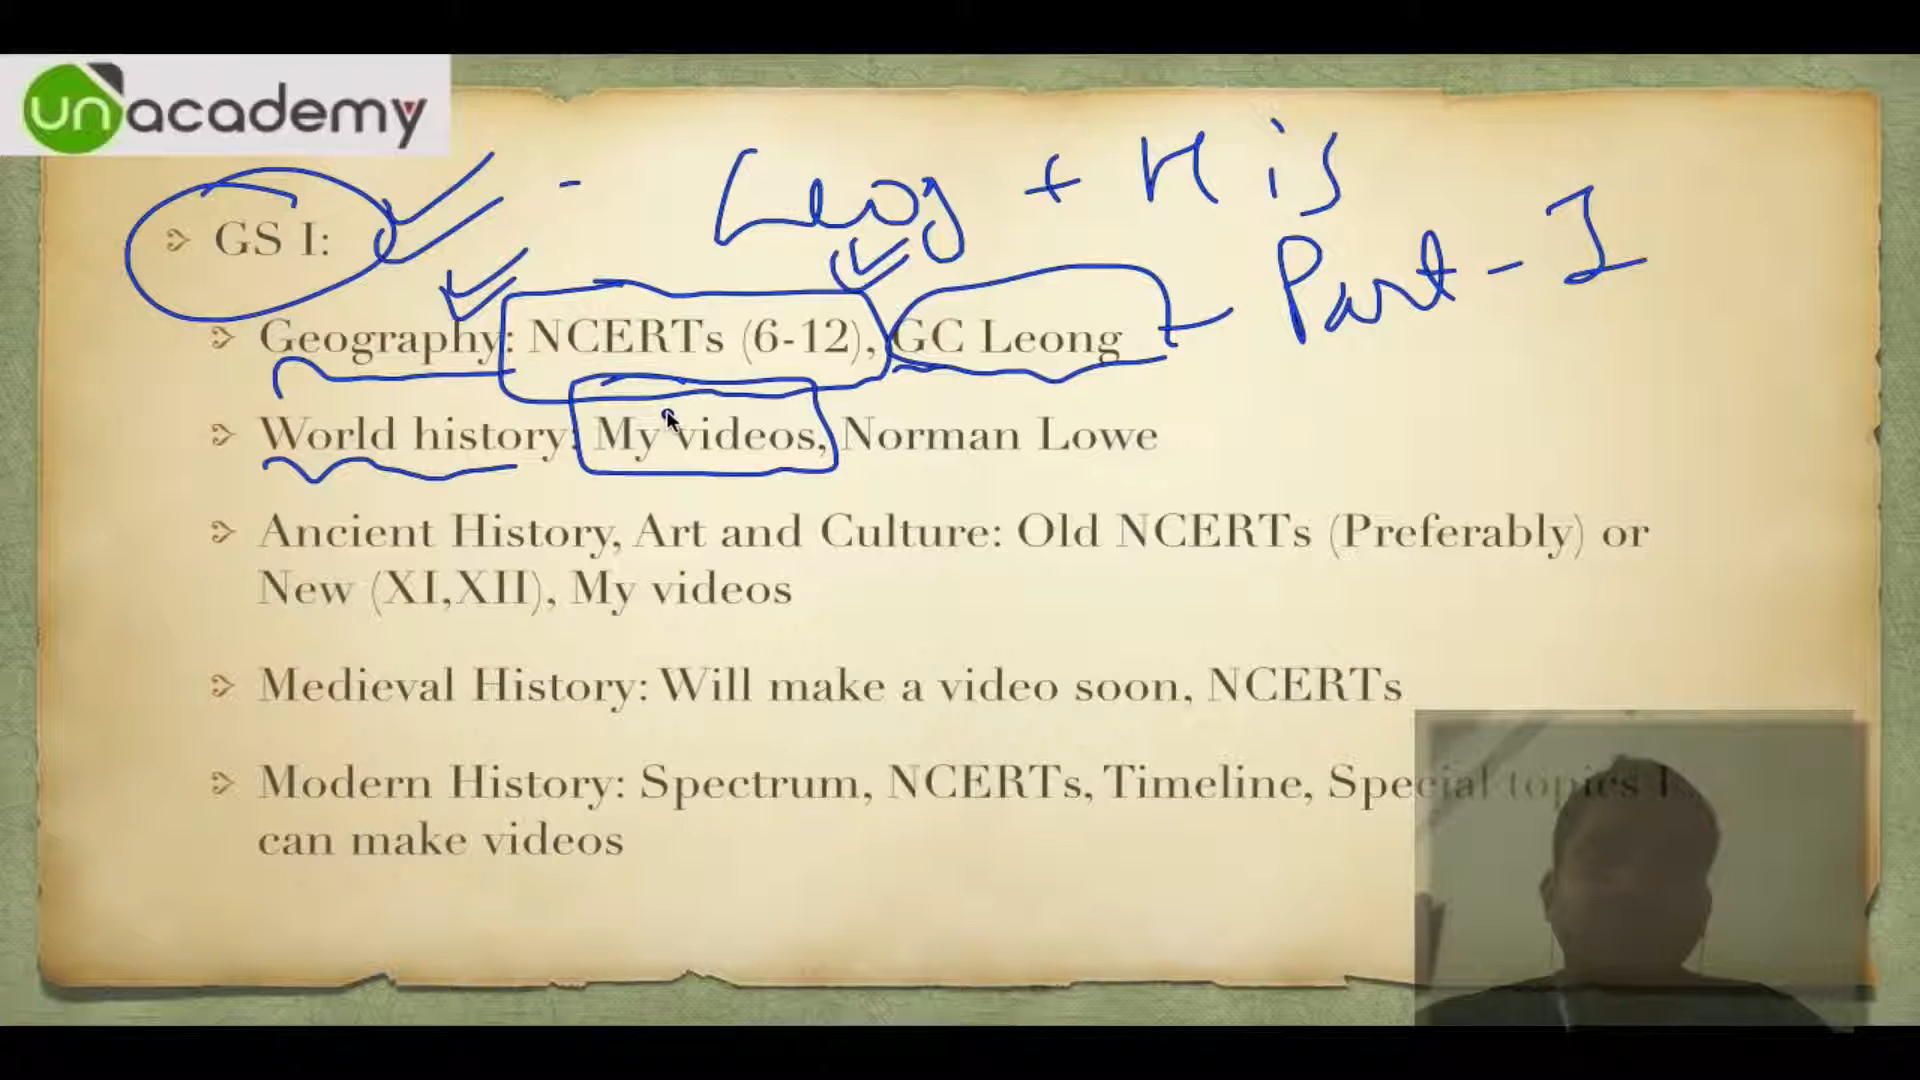 unacademy
Geog + His
GS I:
Part - I
Geography: NCERTs (6-12), GC Leong
World history: My videos, Norman Lowe
Ancient History, Art and Culture: Old NCERTs (Preferably) or
New (XI,XII), My videos
Medieval History: Will make a video soon, NCERTs
Modern History: Spectrum, NCERTs, Timeline, Special topics I
can make videos